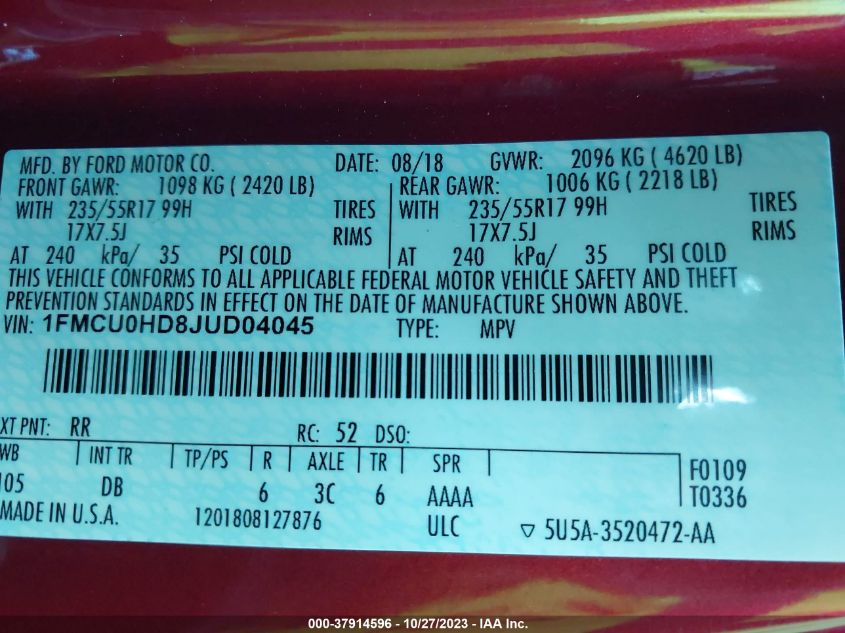 MFD. BY FORD MOTOR CO. DATE: 08/18 GVWR: 2096 KG ( 4620 LB)
FRONT GAWR: 1098 KG ( 2420 LB) REAR GAWR: 1006 KG ( 2218 LB)
WITH 235/55R17 99H TIRES WITH 235/55R17 99H TIRES
17X7.5J RIMS 17X7.5J RIMS
AT 240 kPa/ 35 PSI COLD AT 240 kPa/ 35 PSI COLD
THIS VEHICLE CONFORMS TO ALL APPLICABLE FEDERAL MOTOR VEHICLE SAFETY AND THEFT
PREVENTION STANDARDS IN EFFECT ON THE DATE OF MANUFACTURE SHOWN ABOVE.
VIN: 1FMCU0HD8JUD04045 TYPE: MPV
XT PNT: RR RC: 52 DSO:
WB INT TR TP/PS R AXLE TR SPR F0109
105 DB 6 3C 6 AAAA T0336
MADE IN U.S.A. 1201808127876 ULC ▽ 5U5A-3520472-AA
000-37914596 - 10/27/2023 - IAA Inc.